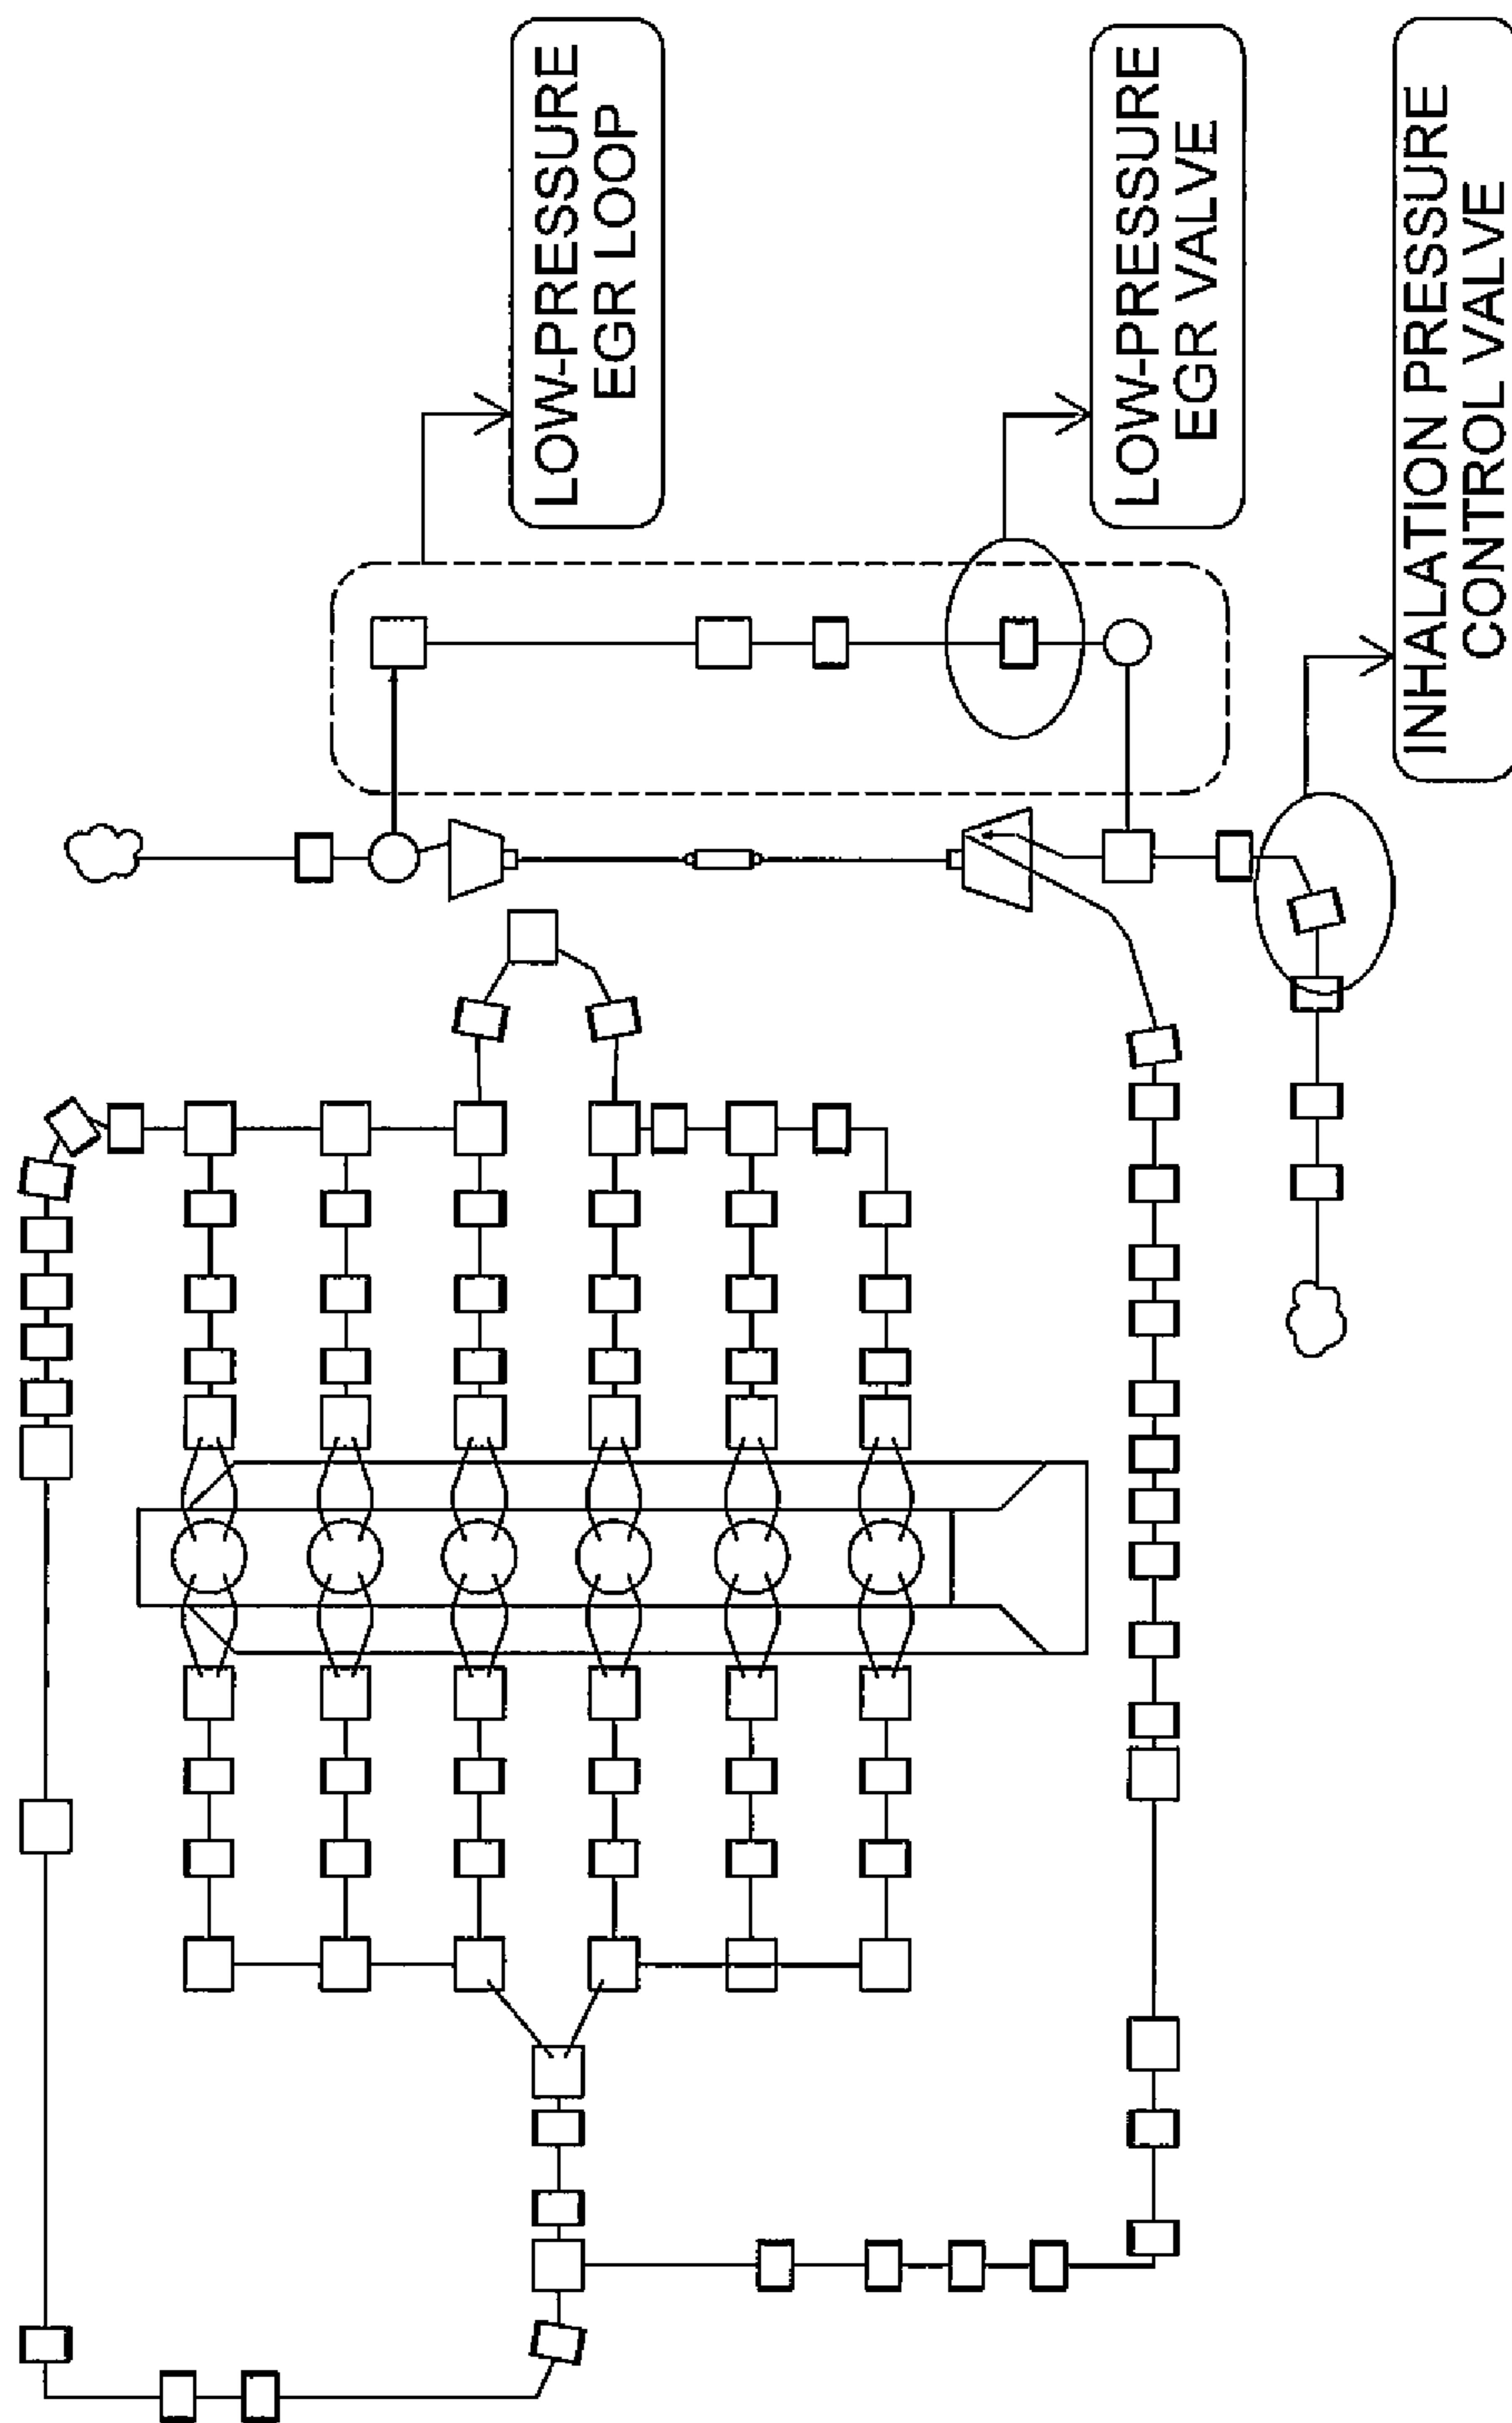 LOW-PRESSURE
EGR LOOP
LOW-PRESSURE
EGR VALVE
INHALATION PRESSURE
CONTROL VALVE